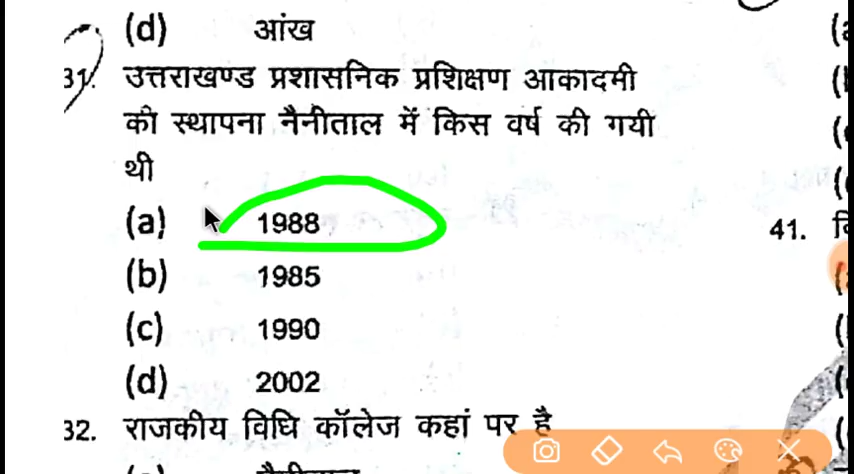 (d) आंख
31. उत्तराखण्ड प्रशासनिक प्रशिक्षण आकादमी
की स्थापना नैनीताल में किस वर्ष की गयी
थी
(a) 1988
(b) 1985
(c) 1990
(d) 2002
32. राजकीय विधि कॉलेज कहां पर है
41.